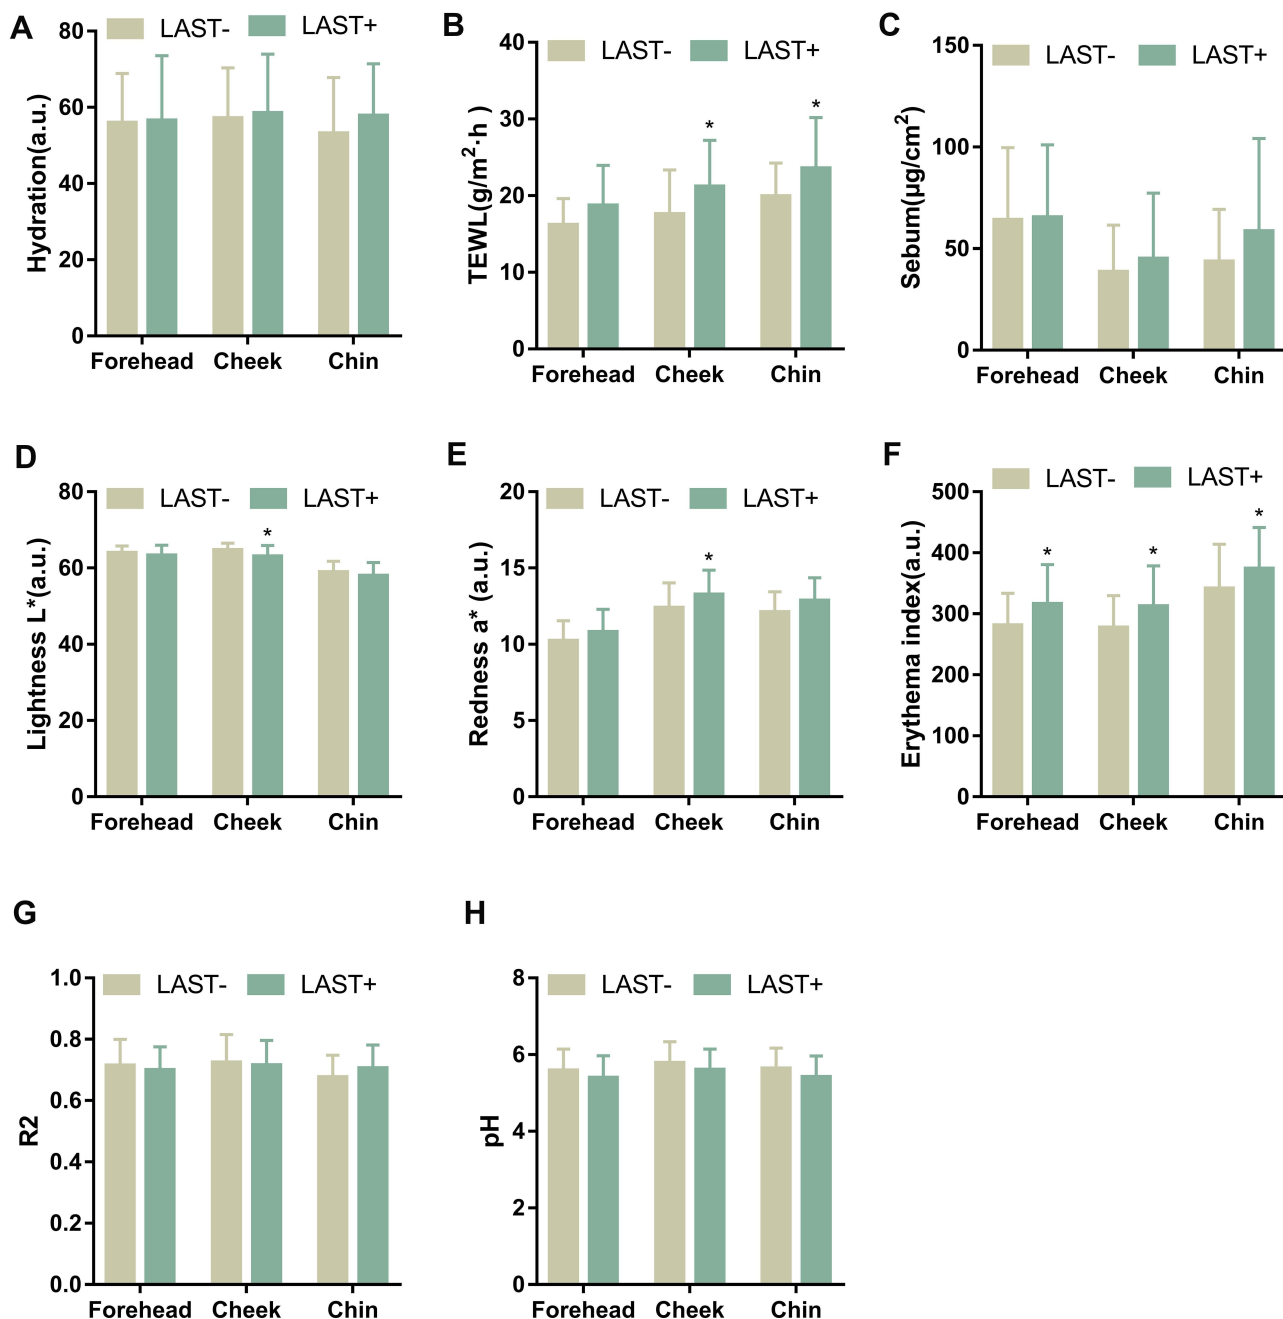 A
LAST-
LAST+
Hydration(a.u.)
80
60
40
20
0
Forehead
Cheek
Chin
B
LAST-
LAST+
TEWL(g/m²·h )
40
30
20
10
0
*
*
Forehead
Cheek
Chin
C
LAST-
LAST+
Sebum(µg/cm²)
150
100
50
0
Forehead
Cheek
Chin
D
LAST-
LAST+
Lightness L*(a.u.)
80
60
40
20
0
*
Forehead
Cheek
Chin
E
LAST-
LAST+
Redness a* (a.u.)
20
15
10
5
0
*
Forehead
Cheek
Chin
F
LAST-
LAST+
Erythema index(a.u.)
500
400
300
200
100
0
*
*
*
Forehead
Cheek
Chin
G
LAST-
LAST+
R2
1.0
0.8
0.6
0.4
0.2
0.0
Forehead
Cheek
Chin
H
LAST-
LAST+
pH
8
6
4
2
0
Forehead
Cheek
Chin